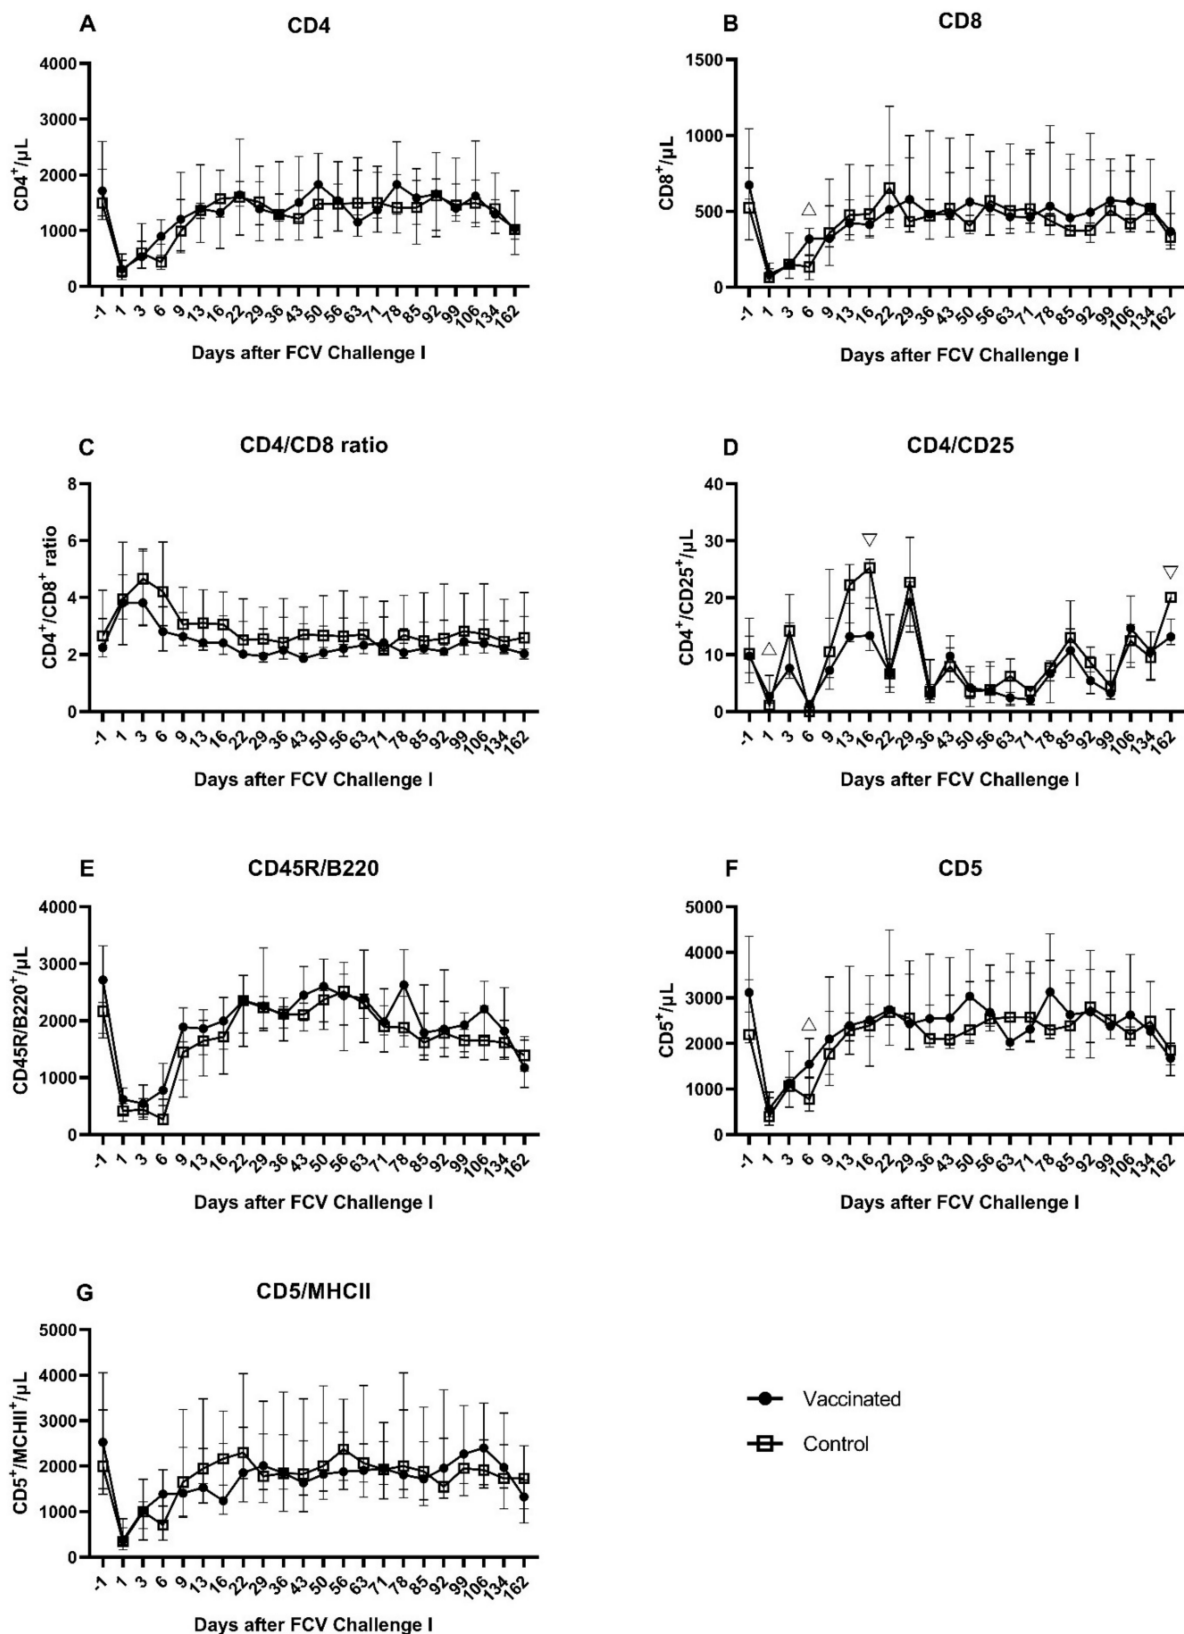 A
CD4
CD4⁺/µL
4000
3000
2000
1000
0
-1 1 3 6 9 13 16 22 29 36 43 50 56 63 71 78 85 92 99 106 134 162
Days after FCV Challenge I
B
CD8
CD8⁺/µL
1500
1000
500
0
-1 1 3 6 9 13 16 22 29 36 43 50 56 63 71 78 85 92 99 106 134 162
Days after FCV Challenge I
C
CD4/CD8 ratio
CD4⁺/CD8⁺ ratio
8
6
4
2
0
-1 1 3 6 9 13 16 22 29 36 43 50 56 63 71 78 85 92 99 106 134 162
Days after FCV Challenge I
D
CD4/CD25
CD4⁺/CD25⁺/µL
40
30
20
10
0
-1 1 3 6 9 13 16 22 29 36 43 50 56 63 71 78 85 92 99 106 134 162
Days after FCV Challenge I
E
CD45R/B220
CD45R/B220⁺/µL
4000
3000
2000
1000
0
-1 1 3 6 9 13 16 22 29 36 43 50 56 63 71 78 85 92 99 106 134 162
Days after FCV Challenge I
F
CD5
CD5⁺/µL
5000
4000
3000
2000
1000
0
-1 1 3 6 9 13 16 22 29 36 43 50 56 63 71 78 85 92 99 106 134 162
Days after FCV Challenge I
G
CD5/MHCII
CD5⁺/MCHII⁺/µL
5000
4000
3000
2000
1000
0
-1 1 3 6 9 13 16 22 29 36 43 50 56 63 71 78 85 92 99 106 134 162
Days after FCV Challenge I
Vaccinated
Control